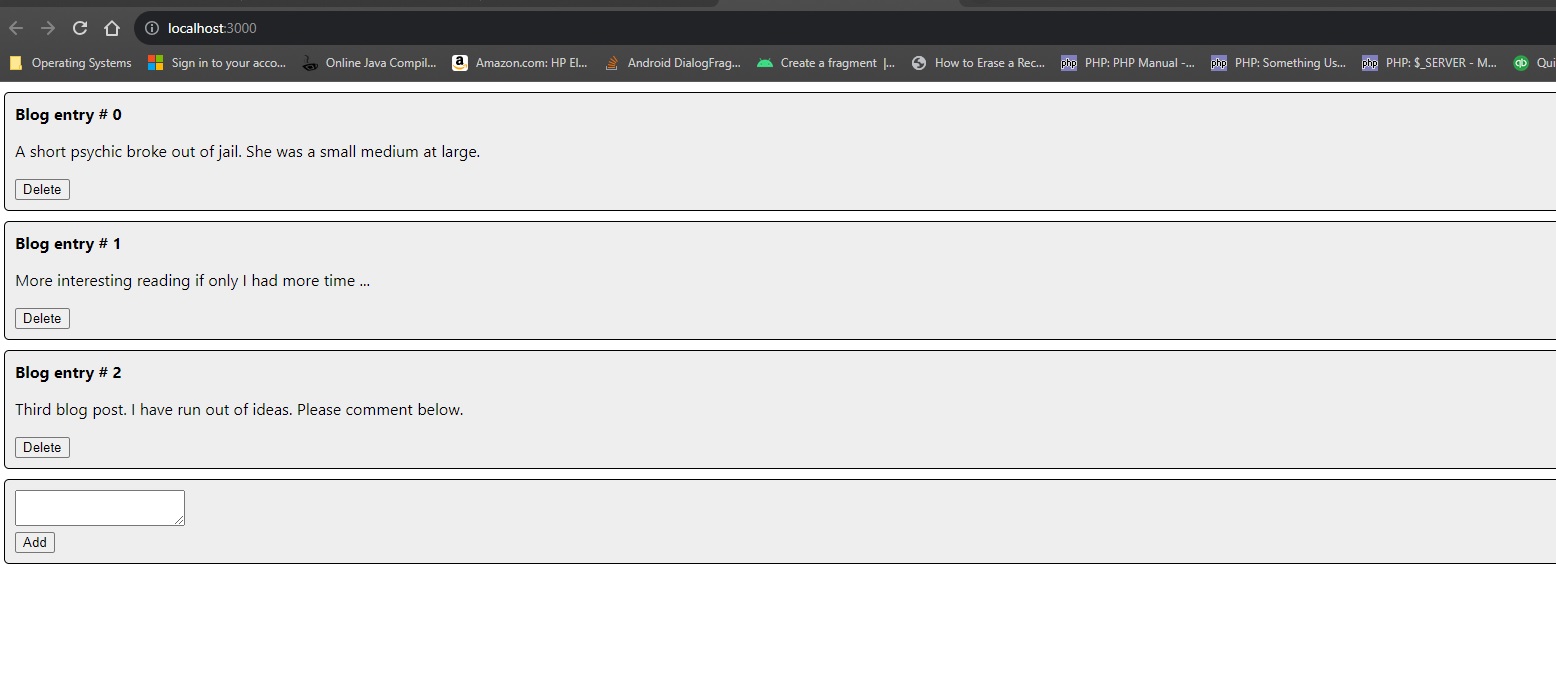 localhost:3000
Operating Systems Sign in to your acco... Online Java Compil... a Amazon.com: HP El... Android DialogFrag... Create a fragment |... How to Erase a Rec... php PHP: PHP Manual -... php PHP: Something Us... php PHP: $_SERVER - M... qb Qui
Blog entry # 0
A short psychic broke out of jail. She was a small medium at large.
Delete
Blog entry # 1
More interesting reading if only I had more time ...
Delete
Blog entry # 2
Third blog post. I have run out of ideas. Please comment below.
Delete
Add